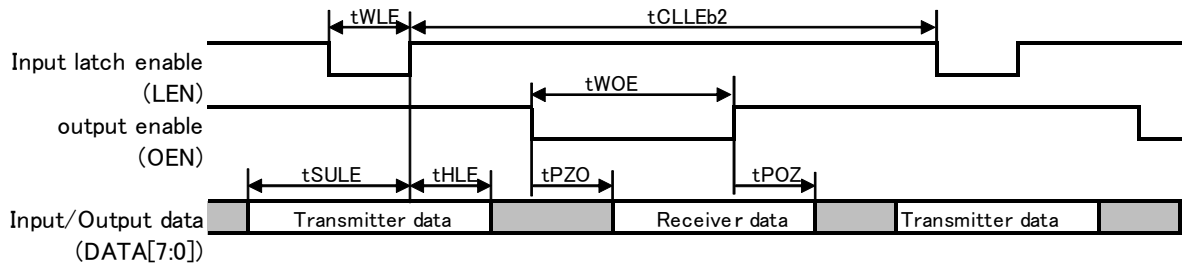 tWLE
tCLLEb2
Input latch enable
(LEN)
tWOE
output enable
(OEN)
tSULE
tHLE
tPZO
tPOZ
Input/Output data
Transmitter data
Receiver data
Transmitter data
(DATA[7:0])